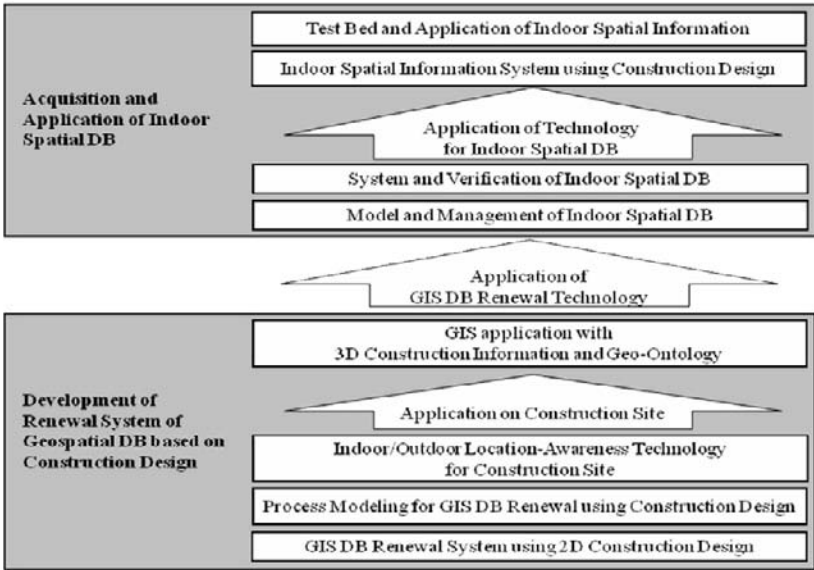 Test Bed and Application of Indoor Spatial Information
Indoor Spatial Information System using Construction Design
Acquisition and
Application of Indoor
Spatial DB
Application of Technology
for Indoor Spatial DB
System and Verification of Indoor Spatial DB
Model and Management of Indoor Spatial DB
Application of
GIS DB Renewal Technology
GIS application with
3D Construction Information and Geo-Ontology
Development of
Renewal System of
Geospatial DB based on
Construction Design
Application on Construction Site
Indoor/Outdoor Location-Awareness Technology
for Construction Site
Process Modeling for GIS DB Renewal using Construction Design
GIS DB Renewal System using 2D Construction Design